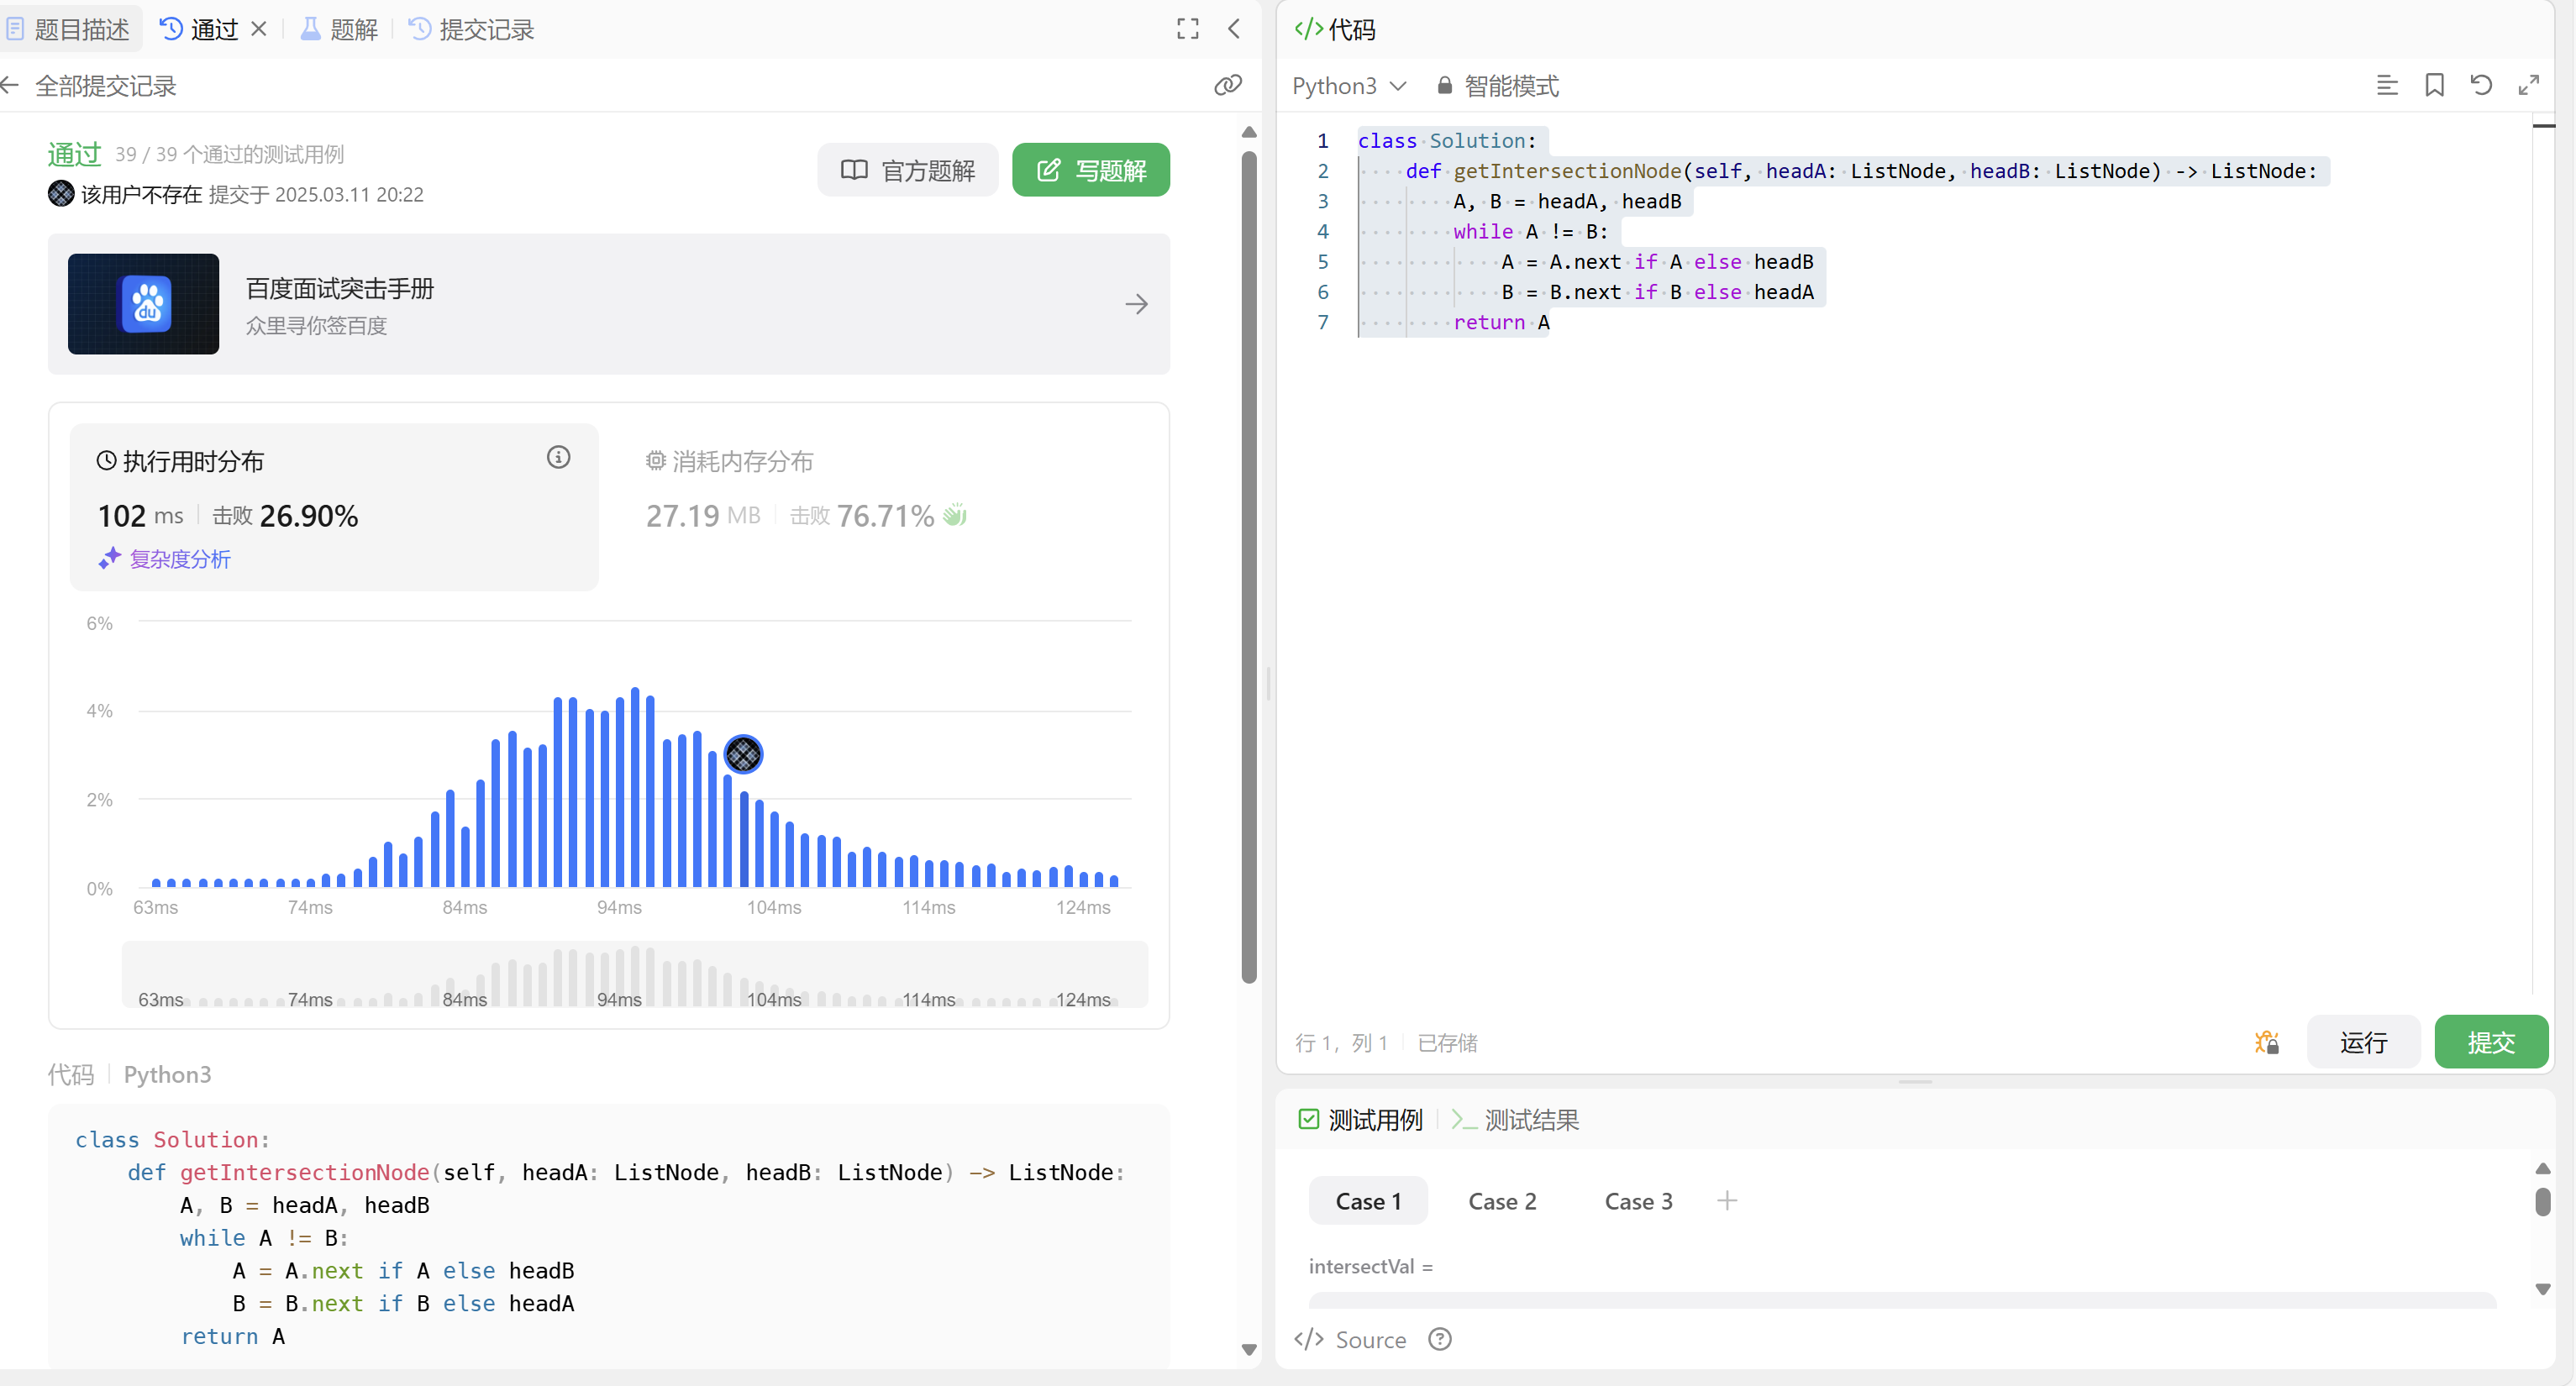 题目描述
通过
题解
提交记录
全部提交记录
通过 39 / 39 个通过的测试用例
官方题解
写题解
该用户不存在 提交于 2025.03.11 20:22
du
百度面试突击手册
众里寻你签百度
执行用时分布
102 ms 击败 26.90%
复杂度分析
消耗内存分布
27.19 MB 击败 76.71%
6%
4%
2%
0%
63ms 74ms 84ms 94ms 104ms 114ms 124ms
63ms 74ms 84ms 94ms 104ms 114ms 124ms
代码 Python3
class Solution:
    def getIntersectionNode(self, headA: ListNode, headB: ListNode) -> ListNode:
        A, B = headA, headB
        while A != B:
            A = A.next if A else headB
            B = B.next if B else headA
        return A
代码
Python3 智能模式
1 class Solution:
2     def getIntersectionNode(self, headA: ListNode, headB: ListNode) -> ListNode:
3         A, B = headA, headB
4         while A != B:
5             A = A.next if A else headB
6             B = B.next if B else headA
7         return A
行 1, 列 1 已存储
运行
提交
测试用例
测试结果
Case 1 Case 2 Case 3
intersectVal =
Source